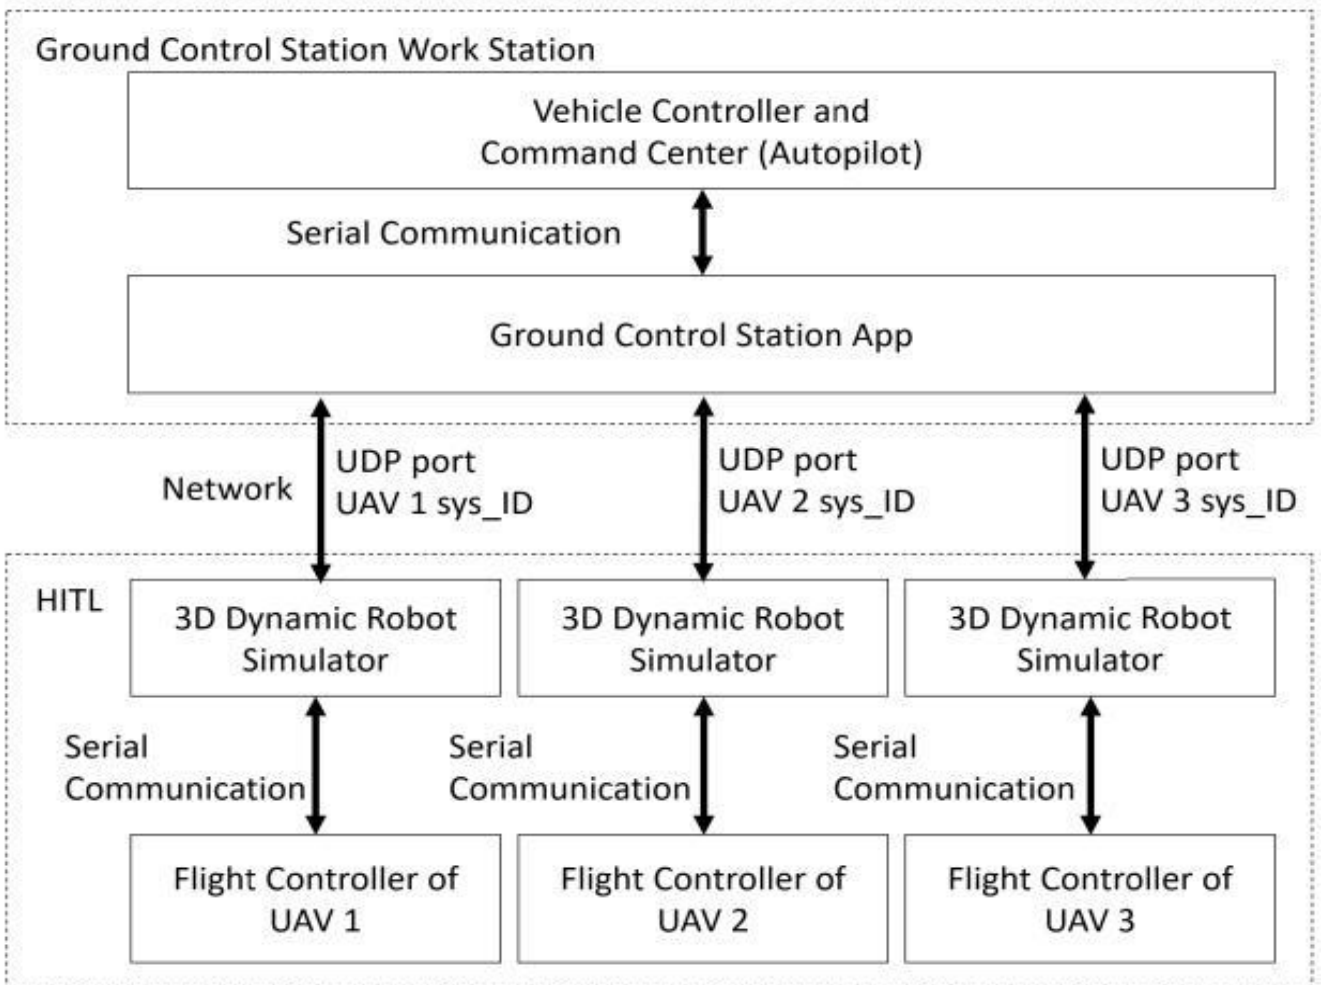 Ground Control Station Work Station
Vehicle Controller and
Command Center (Autopilot)
Serial Communication
Ground Control Station App
Network
UDP port
UAV 1 sys_ID
UDP port
UAV 2 sys_ID
UDP port
UAV 3 sys_ID
HITL
3D Dynamic Robot
Simulator
3D Dynamic Robot
Simulator
3D Dynamic Robot
Simulator
Serial
Communication
Serial
Communication
Serial
Communication
Flight Controller of
UAV 1
Flight Controller of
UAV 2
Flight Controller of
UAV 3